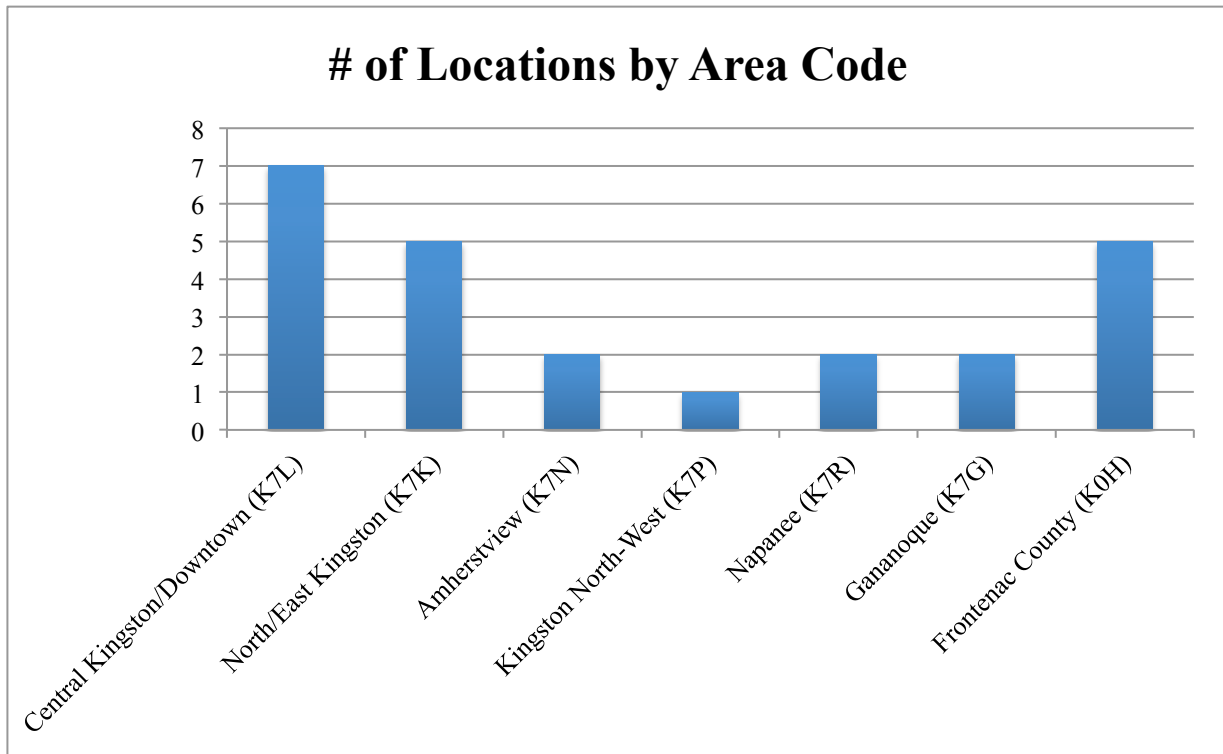 # of Locations by Area Code
8
7
6
5
4
3
2
1
0
Central Kingston/Downtown (K7L)
North/East Kingston (K7K)
Amherstview (K7N)
Kingston North-West (K7P)
Napanee (K7R)
Gananoque (K7G)
Frontenac County (K0H)